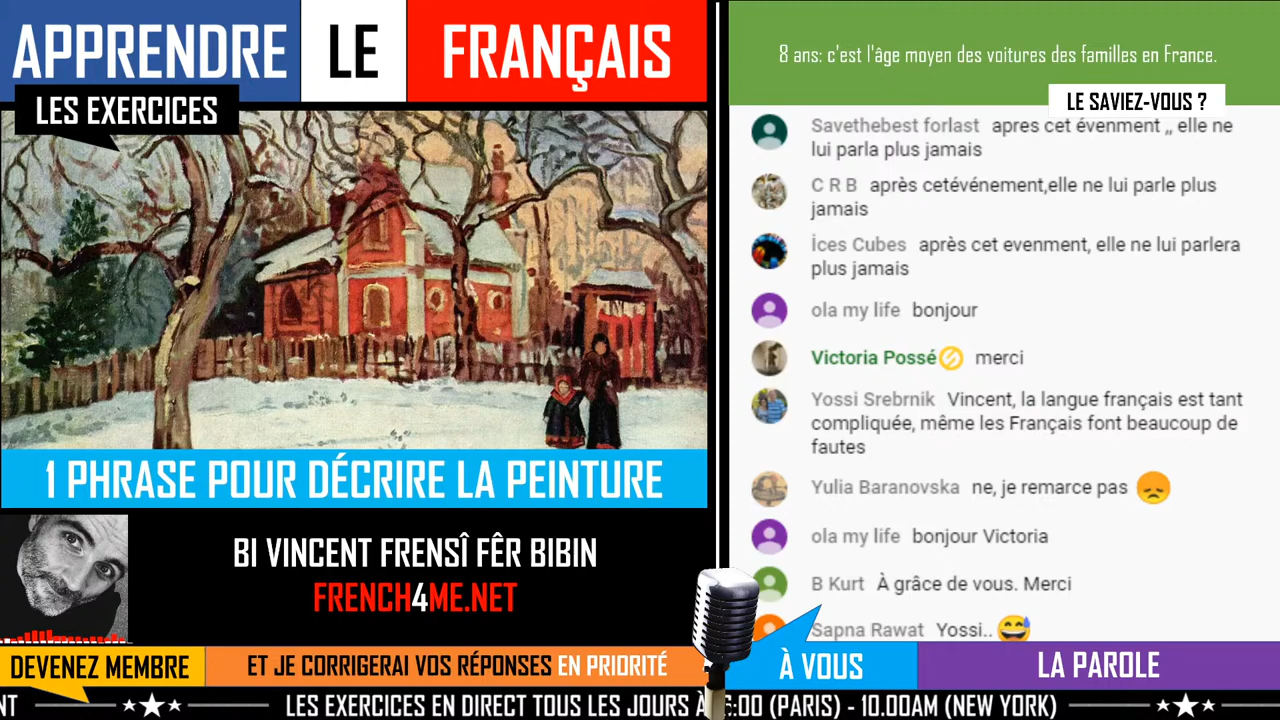 APPRENDRE LE FRANÇAIS
LES EXERCICES
1 PHRASE POUR DÉCRIRE LA PEINTURE
BI VINCENT FRENSÎ FÊR BIBIN
FRENCH4ME.NET
DEVENEZ MEMBRE
ET JE CORRIGERAI VOS RÉPONSES EN PRIORITÉ
8 ans: c'est l'âge moyen des voitures des familles en France.
LE SAVIEZ-VOUS ?
Savethebest forlast apres cet évenment ,, elle ne
lui parla plus jamais
C R B après cetévénement,elle ne lui parle plus
jamais
İces Cubes après cet evenment, elle ne lui parlera
plus jamais
ola my life bonjour
Victoria Possé merci
Yossi Srebrnik Vincent, la langue français est tant
compliquée, même les Français font beaucoup de
fautes
Yulia Baranovska ne, je remarce pas
ola my life bonjour Victoria
B Kurt À grâce de vous. Merci
Sapna Rawat Yossi..
À VOUS
LA PAROLE
NT LES EXERCICES EN DIRECT TOUS LES JOURS À :00 (PARIS) - 10.00AM (NEW YORK)